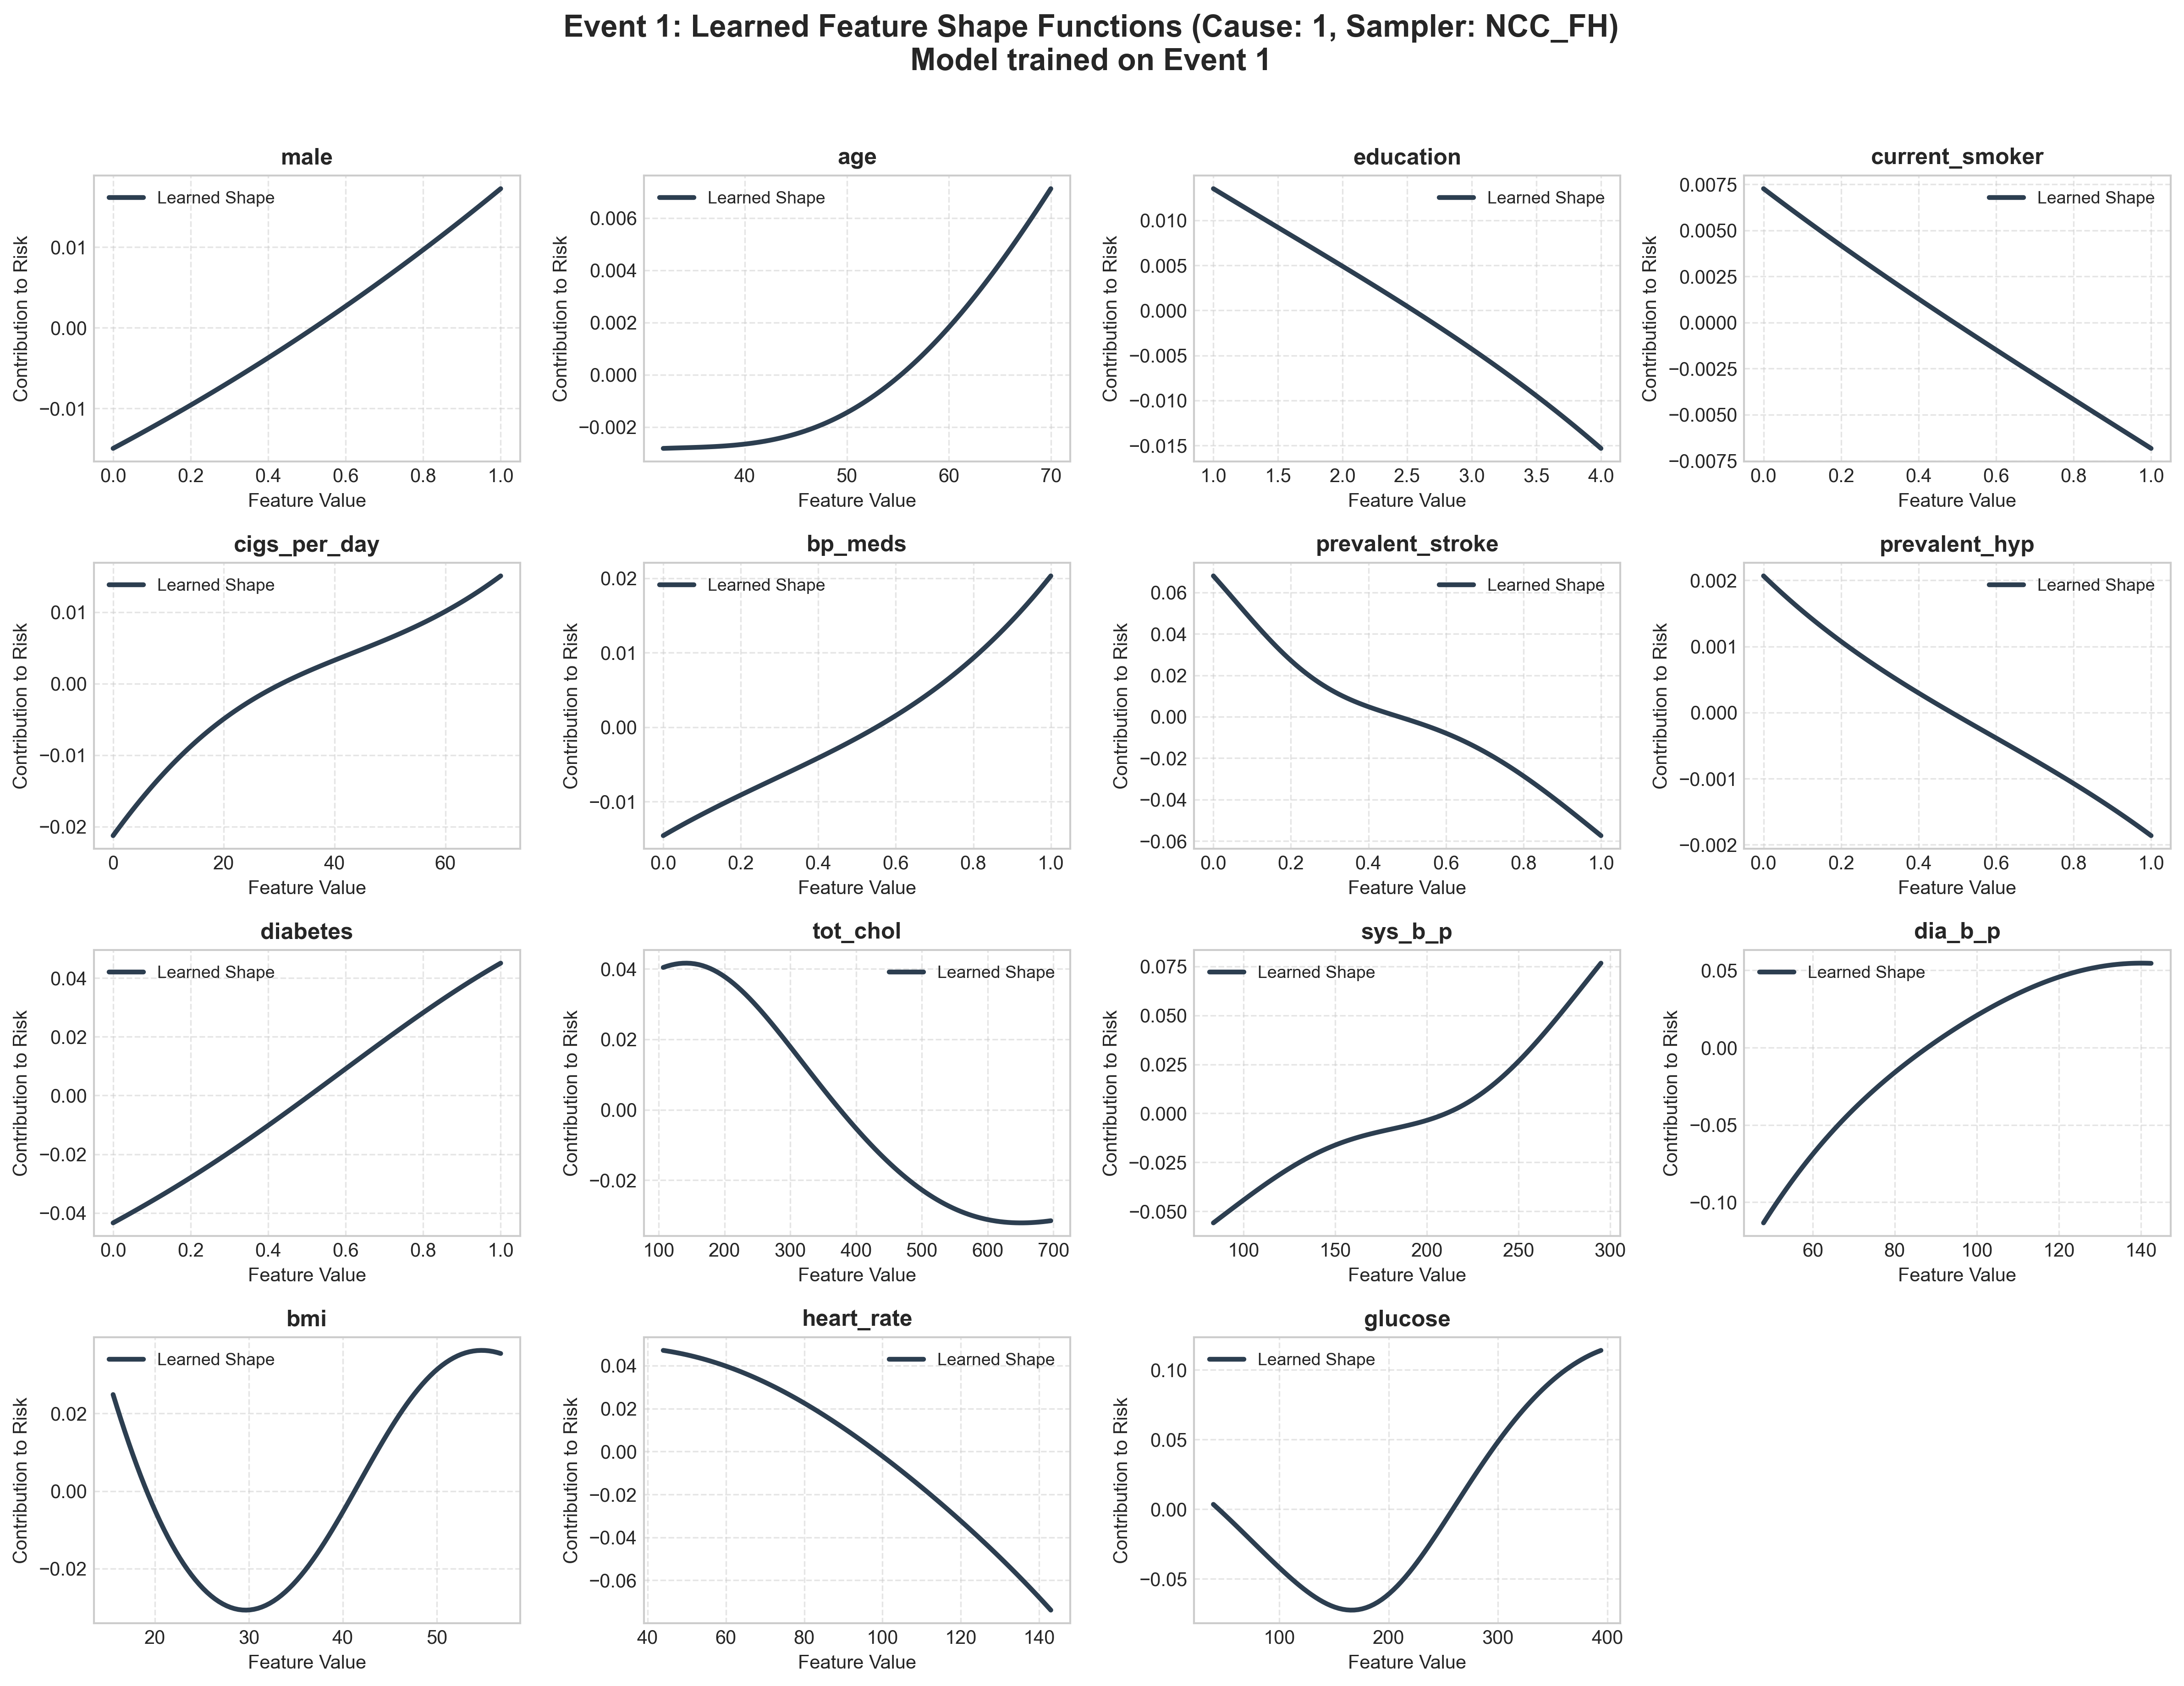 Event 1: Learned Feature Shape Functions (Cause: 1, Sampler: NCC_FH)
Model trained on Event 1
male
Learned Shape
Contribution to Risk
0.01
0.00
−0.01
0.0 0.2 0.4 0.6 0.8 1.0
Feature Value
age
Learned Shape
Contribution to Risk
0.006
0.004
0.002
0.000
−0.002
40 50 60 70
Feature Value
education
Learned Shape
Contribution to Risk
0.010
0.005
0.000
−0.005
−0.010
−0.015
1.0 1.5 2.0 2.5 3.0 3.5 4.0
Feature Value
current_smoker
Learned Shape
Contribution to Risk
0.0075
0.0050
0.0025
0.0000
−0.0025
−0.0050
−0.0075
0.0 0.2 0.4 0.6 0.8 1.0
Feature Value
cigs_per_day
Learned Shape
Contribution to Risk
0.01
0.00
−0.01
−0.02
0 20 40 60
Feature Value
bp_meds
Learned Shape
Contribution to Risk
0.02
0.01
0.00
−0.01
0.0 0.2 0.4 0.6 0.8 1.0
Feature Value
prevalent_stroke
Learned Shape
Contribution to Risk
0.06
0.04
0.02
0.00
−0.02
−0.04
−0.06
0.0 0.2 0.4 0.6 0.8 1.0
Feature Value
prevalent_hyp
Learned Shape
Contribution to Risk
0.002
0.001
0.000
−0.001
−0.002
0.0 0.2 0.4 0.6 0.8 1.0
Feature Value
diabetes
Learned Shape
Contribution to Risk
0.04
0.02
0.00
−0.02
−0.04
0.0 0.2 0.4 0.6 0.8 1.0
Feature Value
tot_chol
Learned Shape
Contribution to Risk
0.04
0.02
0.00
−0.02
100 200 300 400 500 600 700
Feature Value
sys_b_p
Learned Shape
Contribution to Risk
0.075
0.050
0.025
0.000
−0.025
−0.050
100 150 200 250 300
Feature Value
dia_b_p
Learned Shape
Contribution to Risk
0.05
0.00
−0.05
−0.10
60 80 100 120 140
Feature Value
bmi
Learned Shape
Contribution to Risk
0.02
0.00
−0.02
20 30 40 50
Feature Value
heart_rate
Learned Shape
Contribution to Risk
0.04
0.02
0.00
−0.02
−0.04
−0.06
40 60 80 100 120 140
Feature Value
glucose
Learned Shape
Contribution to Risk
0.10
0.05
0.00
−0.05
100 200 300 400
Feature Value